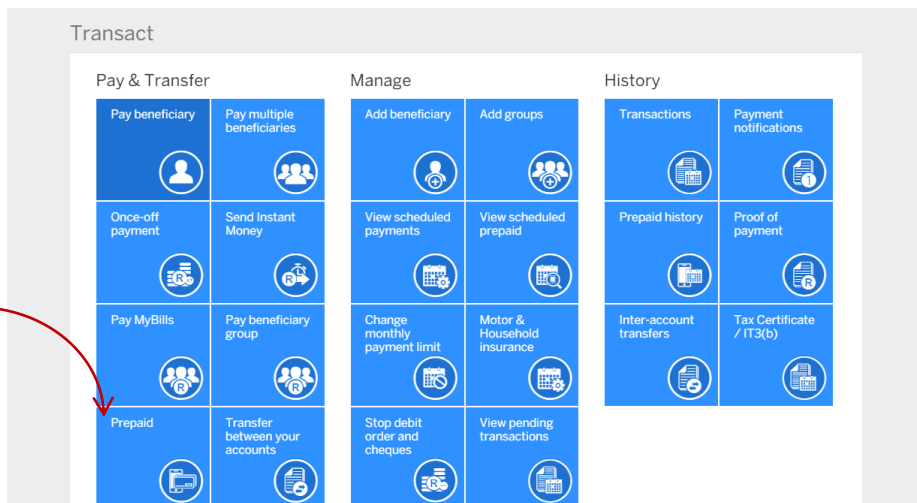 Transact
Pay & Transfer
Manage
History
Pay beneficiary
Pay multiple
beneficiaries
Add beneficiary
Add groups
Transactions
Payment
notifications
1
Once-off
payment
R
Send Instant
Money
R
View scheduled
payments
View scheduled
prepaid
Prepaid history
Proof of
payment
R
Pay MyBills
R
Pay beneficiary
group
R
Change
monthly
payment limit
Motor &
Household
insurance
Inter-account
transfers
Tax Certificate
/ IT3(b)
Prepaid
Transfer
between your
accounts
Stop debit
order and
cheques
R
View pending
transactions